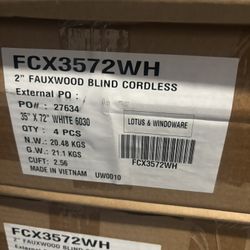 FCX3572WH
2" FAUXWOOD BLIND CORDLESS
External PO :
PO# : 27634
35" X 72" WHITE 6030
QTY : 4 PCS
N.W. : 20.48 KGS
G.W. : 21.1 KGS
CUFT: 2.56
MADE IN VIETNAM UW0010
LOTUS & WINDOWARE
FCX3572WH
FCX3572WH
2" FAUXWOOD BLIND CORDLESS
External